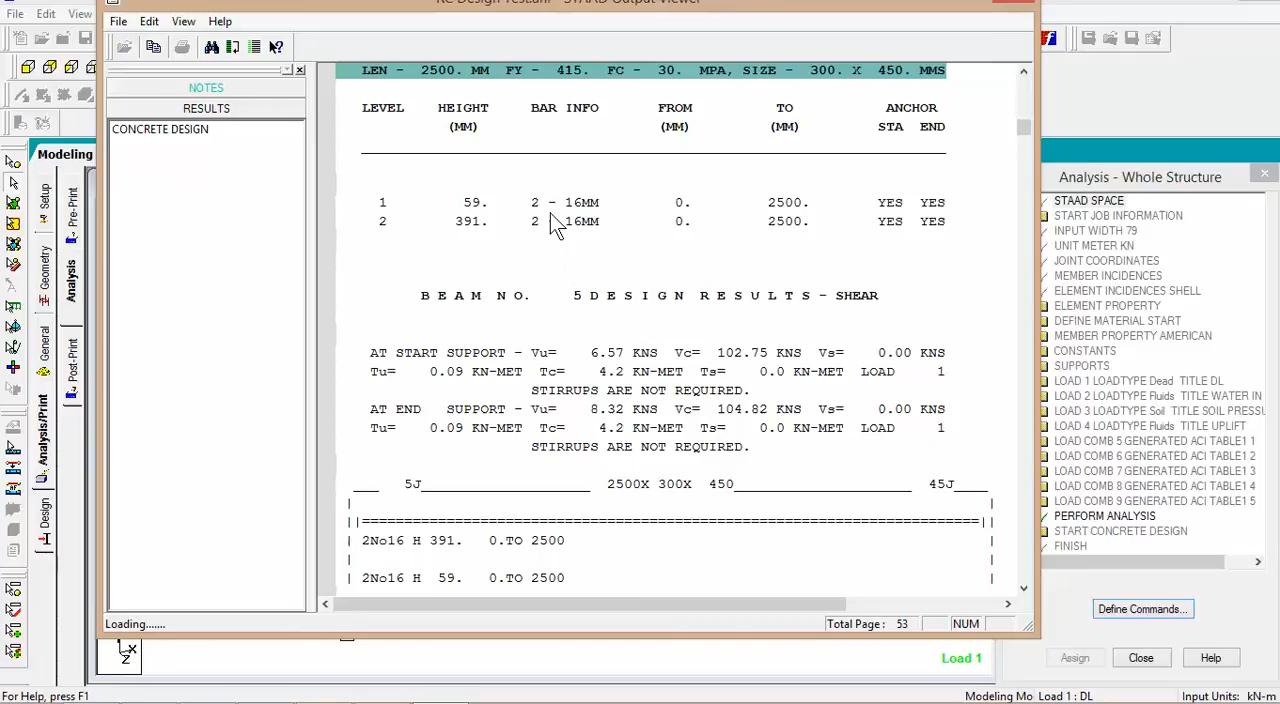 RC Design Test.anl - STAAD Output Viewer
File Edit View
File Edit View Help
NOTES
RESULTS
CONCRETE DESIGN
LEN - 2500. MM FY - 415. FC - 30. MPA, SIZE - 300. X 450. MMS
LEVEL HEIGHT BAR INFO FROM TO ANCHOR
(MM) (MM) (MM) STA END
1 59. 2 - 16MM 0. 2500. YES YES
2 391. 2 - 16MM 0. 2500. YES YES
B E A M N O. 5 D E S I G N R E S U L T S - SHEAR
AT START SUPPORT - Vu= 6.57 KNS Vc= 102.75 KNS Vs= 0.00 KNS
Tu= 0.09 KN-MET Tc= 4.2 KN-MET Ts= 0.0 KN-MET LOAD 1
STIRRUPS ARE NOT REQUIRED.
AT END SUPPORT - Vu= 8.32 KNS Vc= 104.82 KNS Vs= 0.00 KNS
Tu= 0.09 KN-MET Tc= 4.2 KN-MET Ts= 0.0 KN-MET LOAD 1
STIRRUPS ARE NOT REQUIRED.
___ 5J____________________ 2500X 300X 450_____________________ 45J____
||=========================================================================||
2No16 H 391. 0.TO 2500
2No16 H 59. 0.TO 2500
Loading.......
Total Page : 53
NUM
Modeling
Setup
Geometry
General
Analysis/Print
Design
Pre-Print
Analysis
Post-Print
Analysis - Whole Structure
STAAD SPACE
START JOB INFORMATION
INPUT WIDTH 79
UNIT METER KN
JOINT COORDINATES
MEMBER INCIDENCES
ELEMENT INCIDENCES SHELL
ELEMENT PROPERTY
DEFINE MATERIAL START
MEMBER PROPERTY AMERICAN
CONSTANTS
SUPPORTS
LOAD 1 LOADTYPE Dead TITLE DL
LOAD 2 LOADTYPE Fluids TITLE WATER IN
LOAD 3 LOADTYPE Soil TITLE SOIL PRESSU
LOAD 4 LOADTYPE Fluids TITLE UPLIFT
LOAD COMB 5 GENERATED ACI TABLE1 1
LOAD COMB 6 GENERATED ACI TABLE1 2
LOAD COMB 7 GENERATED ACI TABLE1 3
LOAD COMB 8 GENERATED ACI TABLE1 4
LOAD COMB 9 GENERATED ACI TABLE1 5
PERFORM ANALYSIS
START CONCRETE DESIGN
FINISH
Define Commands...
Assign Close Help
X
Z
Load 1
For Help, press F1
Modeling Mo Load 1 : DL Input Units: kN-m